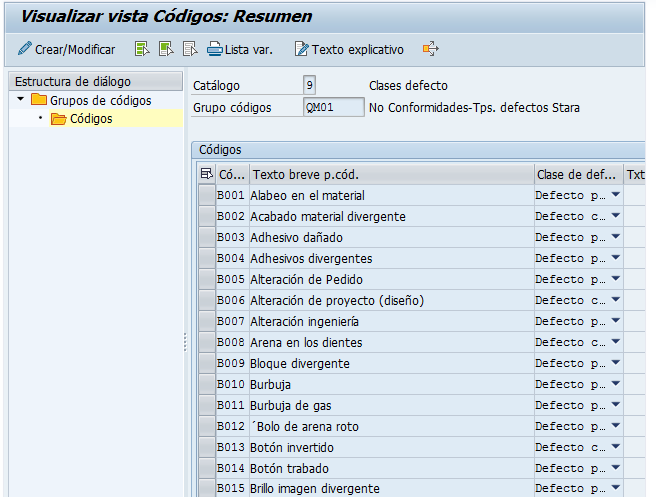 Visualizar vista Códigos: Resumen
Crear/Modificar Lista var. Texto explicativo
Estructura de diálogo
Grupos de códigos
Códigos
Catálogo 9 Clases defecto
Grupo códigos QM01 No Conformidades-Tps. defectos Stara
Códigos
Có... Texto breve p.cód. Clase de def... Txt
B001 Alabeo en el material Defecto p…
B002 Acabado material divergente Defecto c…
B003 Adhesivo dañado Defecto p…
B004 Adhesivos divergentes Defecto p…
B005 Alteración de Pedido Defecto p…
B006 Alteración de proyecto (diseño) Defecto c…
B007 Alteración ingeniería Defecto p…
B008 Arena en los dientes Defecto c…
B009 Bloque divergente Defecto p…
B010 Burbuja Defecto p…
B011 Burbuja de gas Defecto p…
B012 ´Bolo de arena roto Defecto p…
B013 Botón invertido Defecto c…
B014 Botón trabado Defecto p…
B015 Brillo imagen divergente Defecto p…